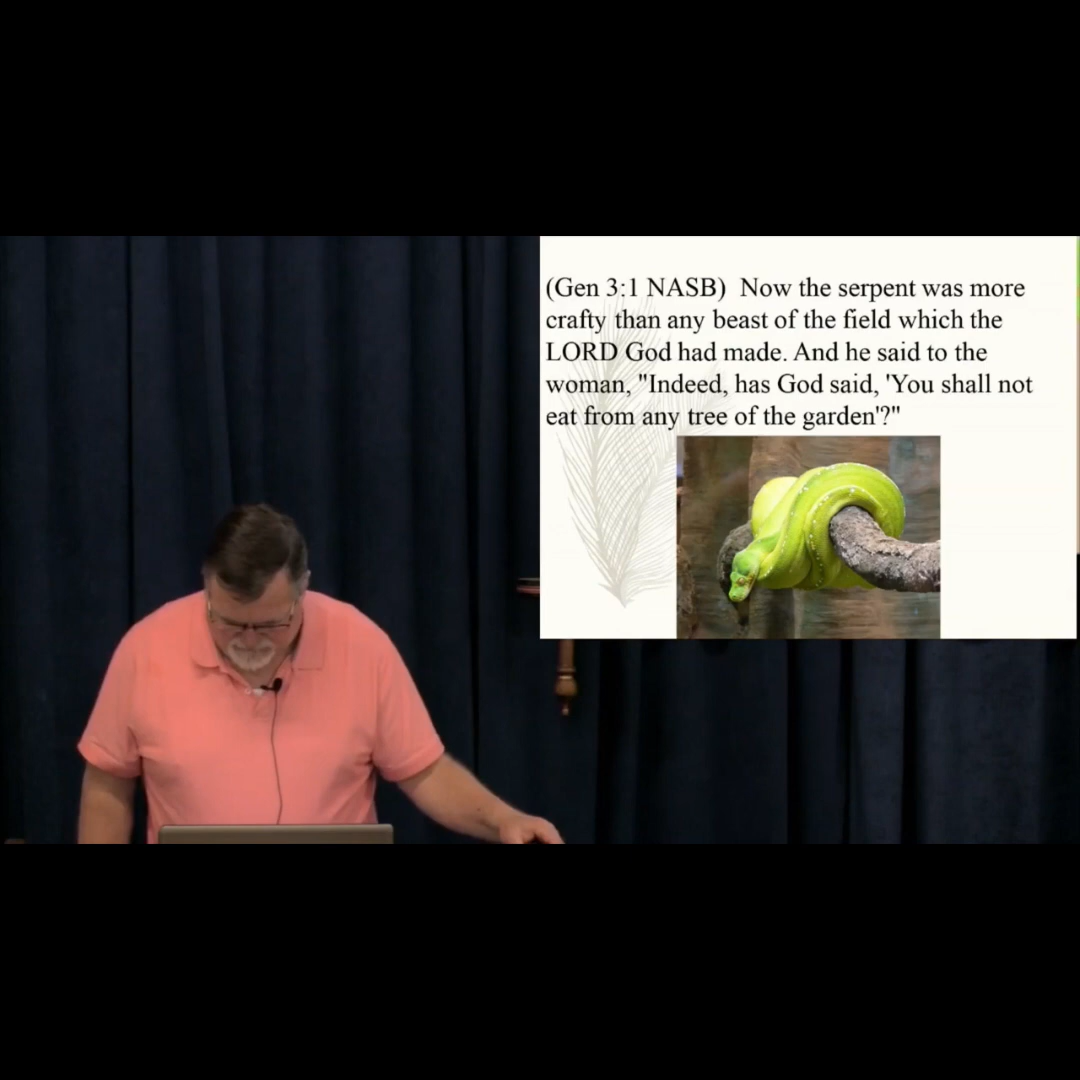 (Gen 3:1 NASB)  Now the serpent was more
crafty than any beast of the field which the
LORD God had made. And he said to the
woman, "Indeed, has God said, 'You shall not
eat from any tree of the garden'?"